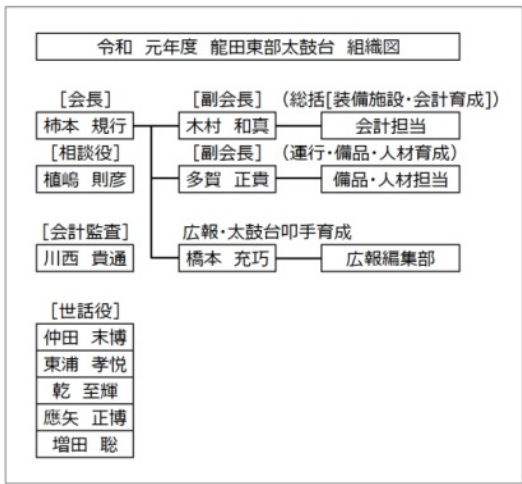 令和 元年度 龍田東部太鼓台 組織図
[会長] [副会長] (総括[装備施設・会計育成])
柿本 規行 木村 和真 会計担当
[相談役] [副会長] (運行・備品・人材育成)
植嶋 則彦 多賀 正貴 備品・人材担当
[会計監査] 広報・太鼓台叩手育成
川西 貴通 橋本 充巧 広報編集部
[世話役]
仲田 末博
東浦 孝悦
乾 至輝
應矢 正博
増田 聡